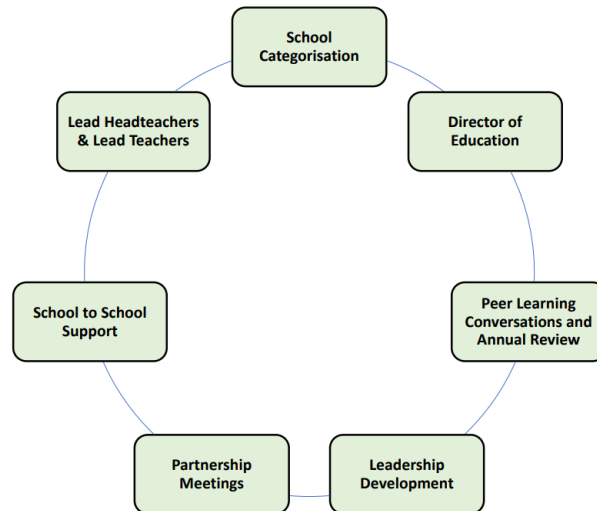 School
Categorisation
Director of
Education
Peer Learning
Conversations and
Annual Review
Leadership
Development
Partnership
Meetings
School to School
Support
Lead Headteachers
& Lead Teachers